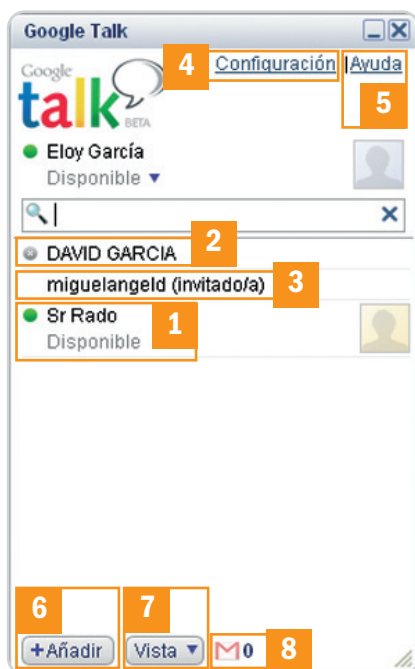 Google Talk
4 Configuración | Ayuda
Google
talk
BETA
5
Eloy García
Disponible
DAVID GARCIA 2
miguelangeld (invitado/a) 3
Sr Rado 1
Disponible
6 7
+Añadir Vista 0 8